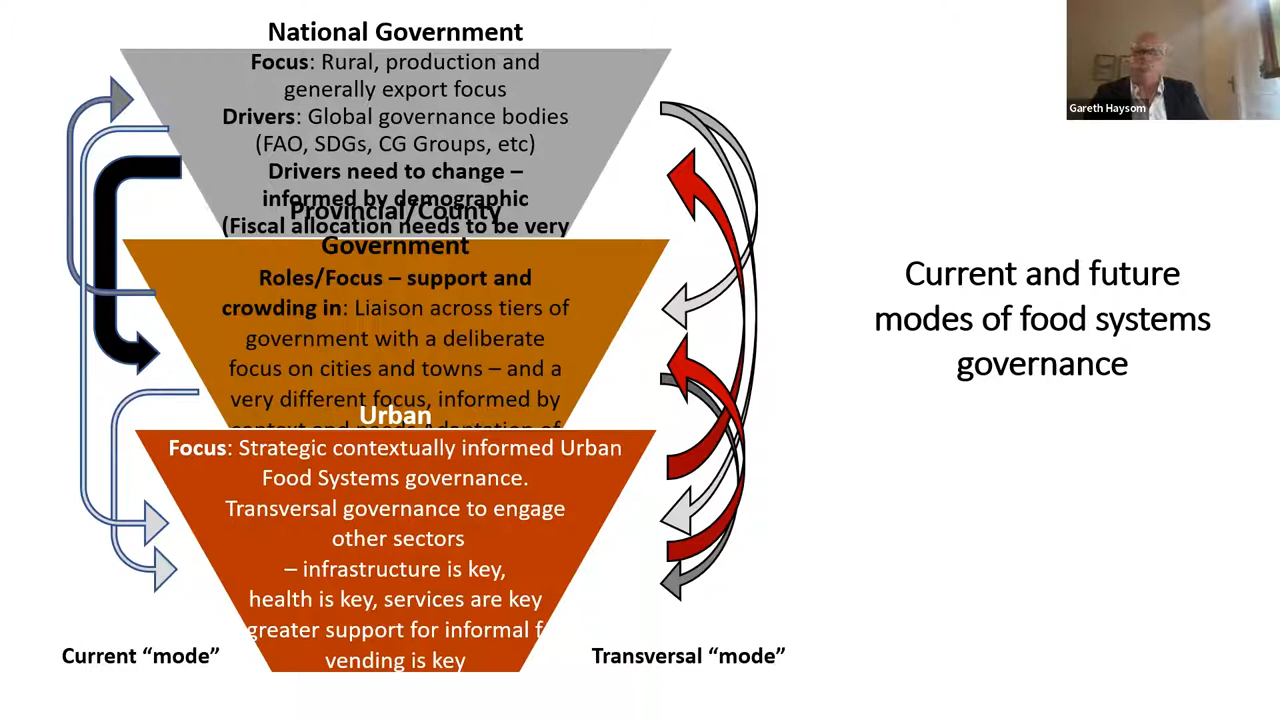 National Government
Focus: Rural, production and
generally export focus
Drivers: Global governance bodies
(FAO, SDGs, CG Groups, etc)
Drivers need to change –
informed by demographic
Provincial/County
(Fiscal allocation needs to be very
Government
Roles/Focus – support and
crowding in: Liaison across tiers of
government with a deliberate
focus on cities and towns – and a
very different focus, informed by
Urban
Focus: Strategic contextually informed Urban
Food Systems governance.
Transversal governance to engage
other sectors
– infrastructure is key,
health is key, services are key
greater support for informal f
vending is key
Current “mode”
Transversal “mode”
Current and future
modes of food systems
governance
Gareth Haysom